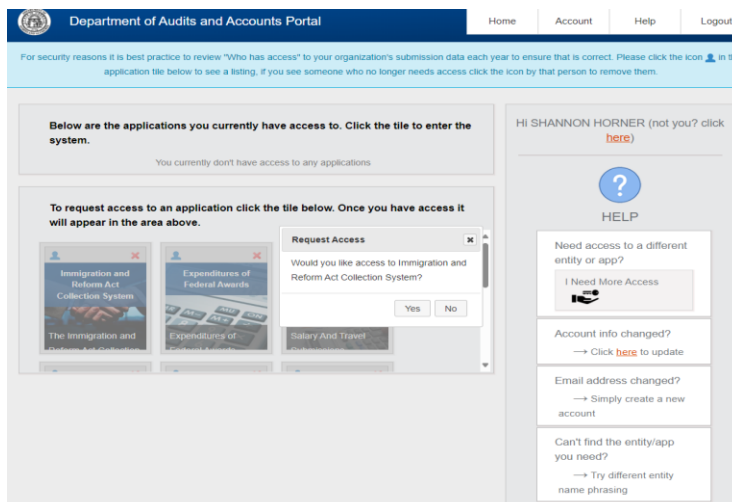 Department of Audits and Accounts Portal
Home
Account
Help
Logout
For security reasons it is best practice to review "Who has access" to your organization's submission data each year to ensure that is correct. Please click the icon in t
application tile below to see a listing, if you see someone who no longer needs access click the icon by that person to remove them.
Below are the applications you currently have access to. Click the tile to enter the
system.
You currently don't have access to any applications
To request access to an application click the tile below. Once you have access it
will appear in the area above.
Immigration and
Reform Act
Collection System
The Immigration and
Reform Act Collection
Expenditures of
Federal Awards
Expenditures of
Federal Awards
Request Access
Would you like access to Immigration and
Reform Act Collection System?
Yes
No
Salary And Travel
Hi SHANNON HORNER (not you? click
here)
?
HELP
Need access to a different
entity or app?
I Need More Access
Account info changed?
→ Click here to update
Email address changed?
→ Simply create a new
account
Can't find the entity/app
you need?
→ Try different entity
name phrasing